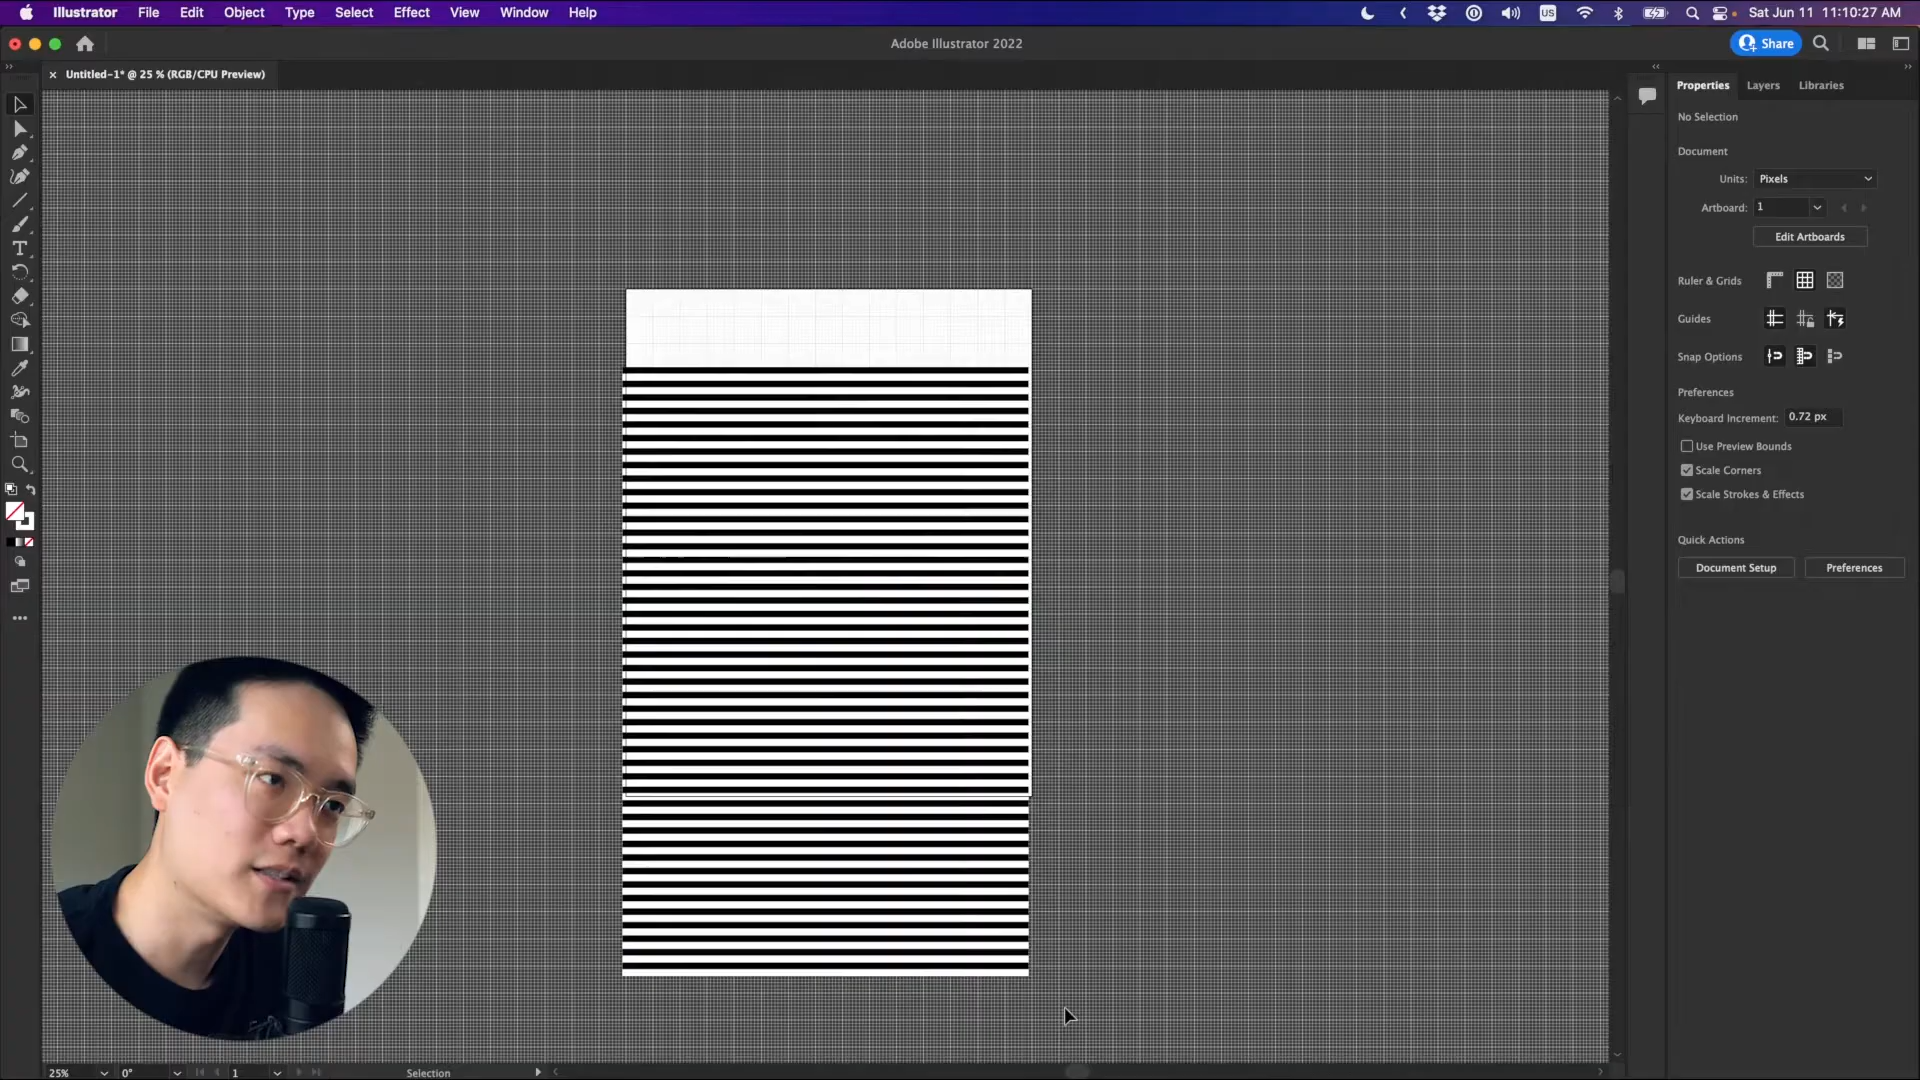 Illustrator File Edit Object Type Select Effect View Window Help US Sat Jun 11 11:10:27 AM
Adobe Illustrator 2022
Share
Untitled-1* @ 25 % (RGB/CPU Preview)
Properties Layers Libraries
No Selection
Document
Units: Pixels
Artboard: 1
Edit Artboards
Ruler & Grids
Guides
Snap Options
Preferences
Keyboard Increment: 0.72 px
Use Preview Bounds
Scale Corners
Scale Strokes & Effects
Quick Actions
Document Setup Preferences
25% 0° 1 Selection